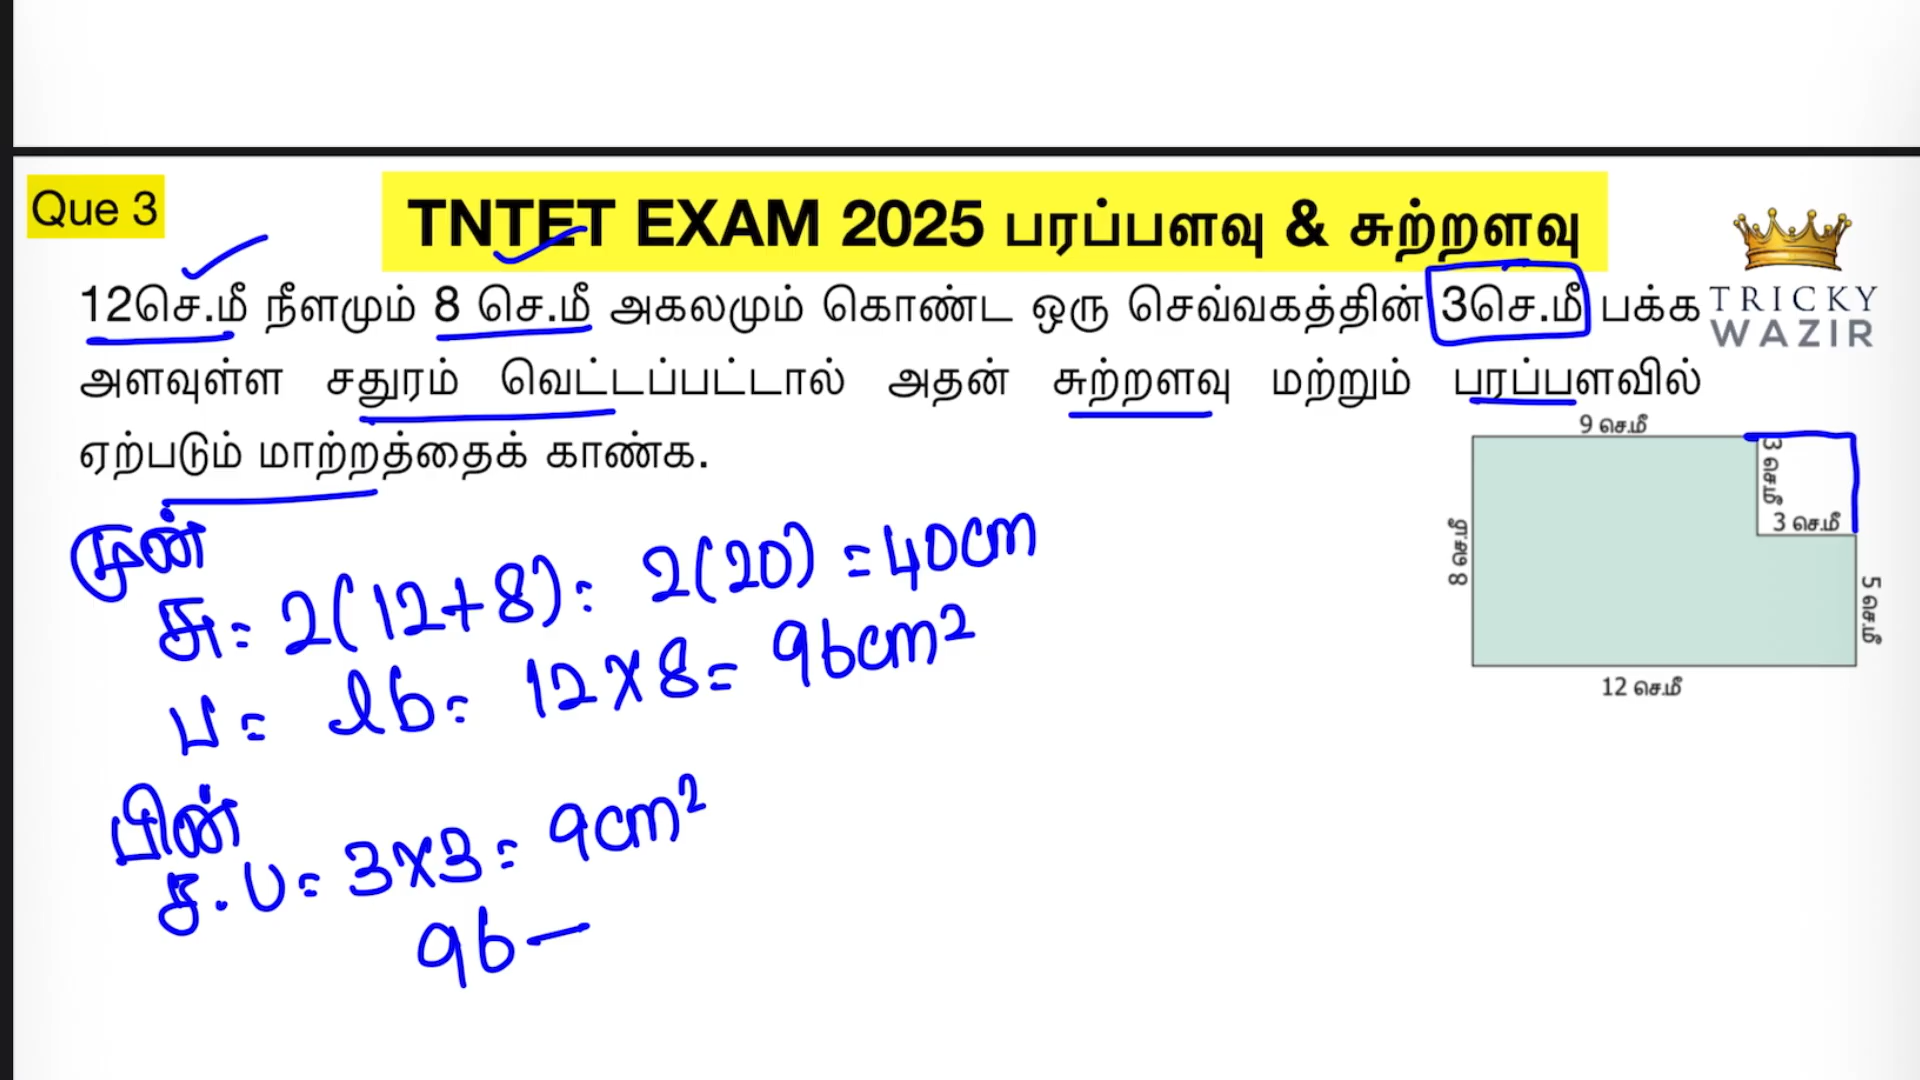 Que 3
TNTET EXAM 2025 பரப்பளவு & சுற்றளவு
TRICKY
WAZIR
12செ.மீ நீளமும் 8 செ.மீ அகலமும் கொண்ட ஒரு செவ்வகத்தின் 3செ.மீ பக்க
அளவுள்ள சதுரம் வெட்டப்பட்டால் அதன் சுற்றளவு மற்றும் பரப்பளவில்
ஏற்படும் மாற்றத்தைக் காண்க.
9 செ.மீ
3 செ.மீ
3 செ.மீ
8 செ.மீ
5 செ.மீ
12 செ.மீ
முன்
சு= 2(12+8)= 2(20) =40cm
ப= lb= 12×8= 96cm²
பின்
ச.ப= 3×3= 9cm²
96 –